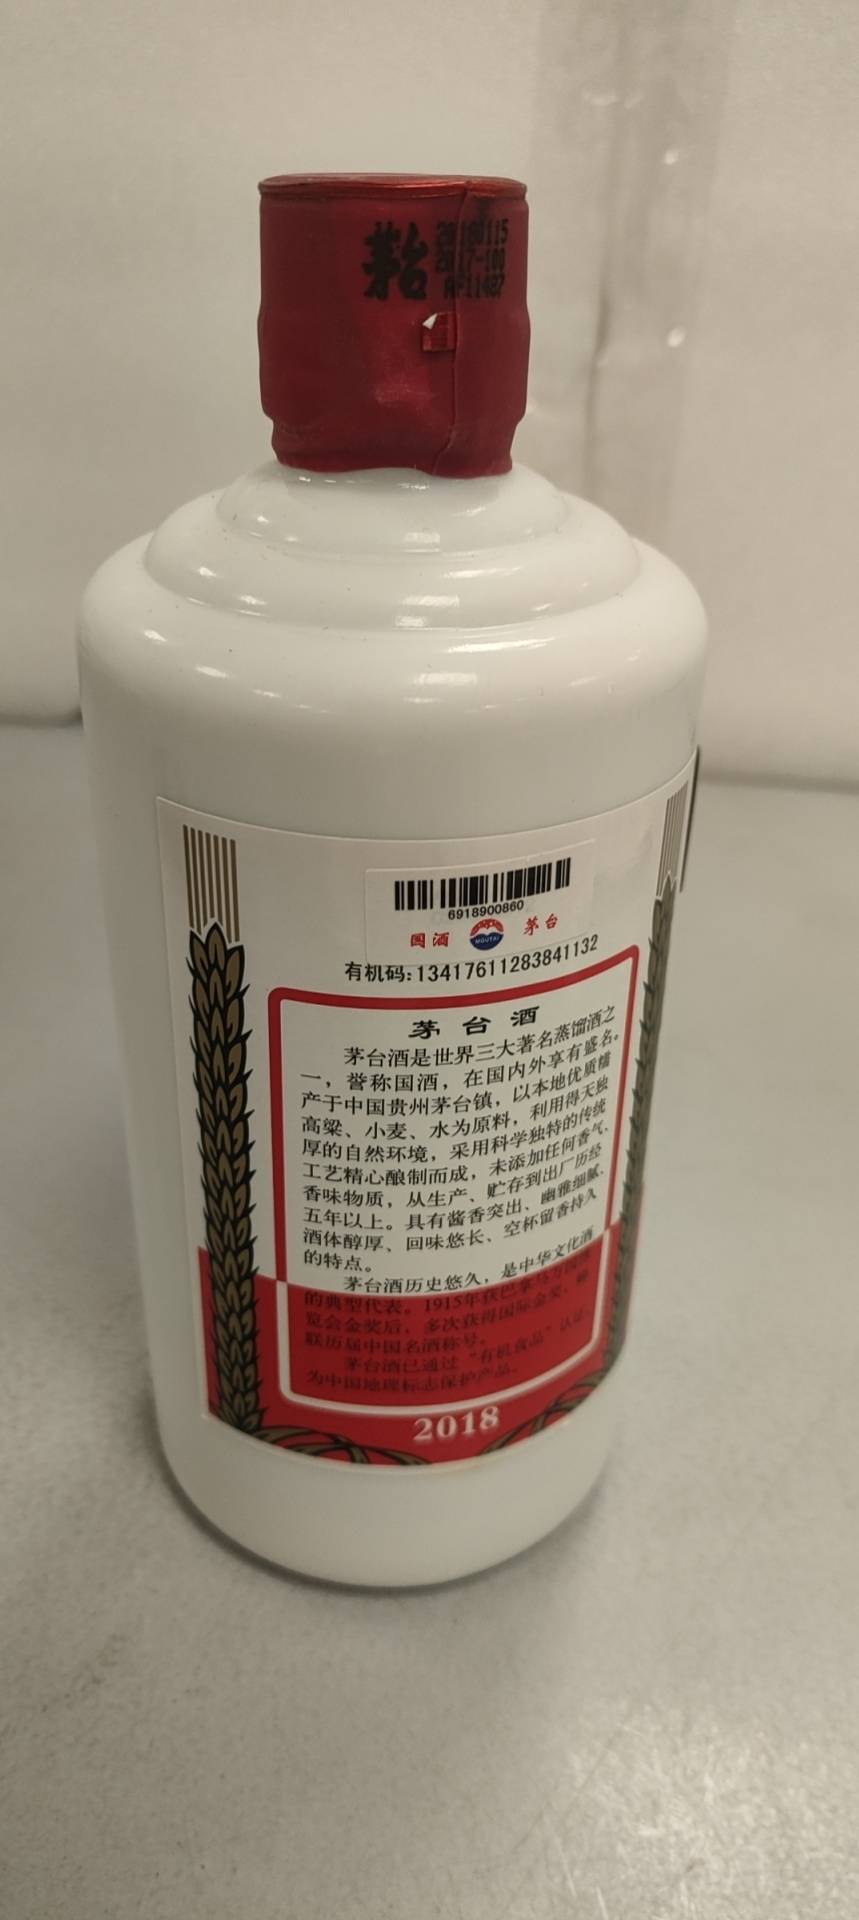 茅台
20180115
2017-100
6918900860
国酒 MOUTAI 茅台
有机码:13417611283841132
茅台酒
茅台酒是世界三大著名蒸馏酒之
一，誉称国酒，在国内外享有盛名。
产于中国贵州茅台镇，以本地优质糯
高粱、小麦、水为原料，利用得天独
厚的自然环境，采用科学独特的传统
工艺精心酿制而成，未添加任何香气、
香味物质，从生产、贮存到出厂历经
五年以上。具有酱香突出、幽雅细腻、
酒体醇厚、回味悠长、空杯留香持久
的特点。
茅台酒历史悠久，是中华文化酒
的典型代表。1915年获巴拿马万国博
览会金奖后，多次获得国际金奖，蝉
联历届中国名酒称号。
茅台酒已通过“有机食品”认证，
为中国地理标志保护产品。
2018